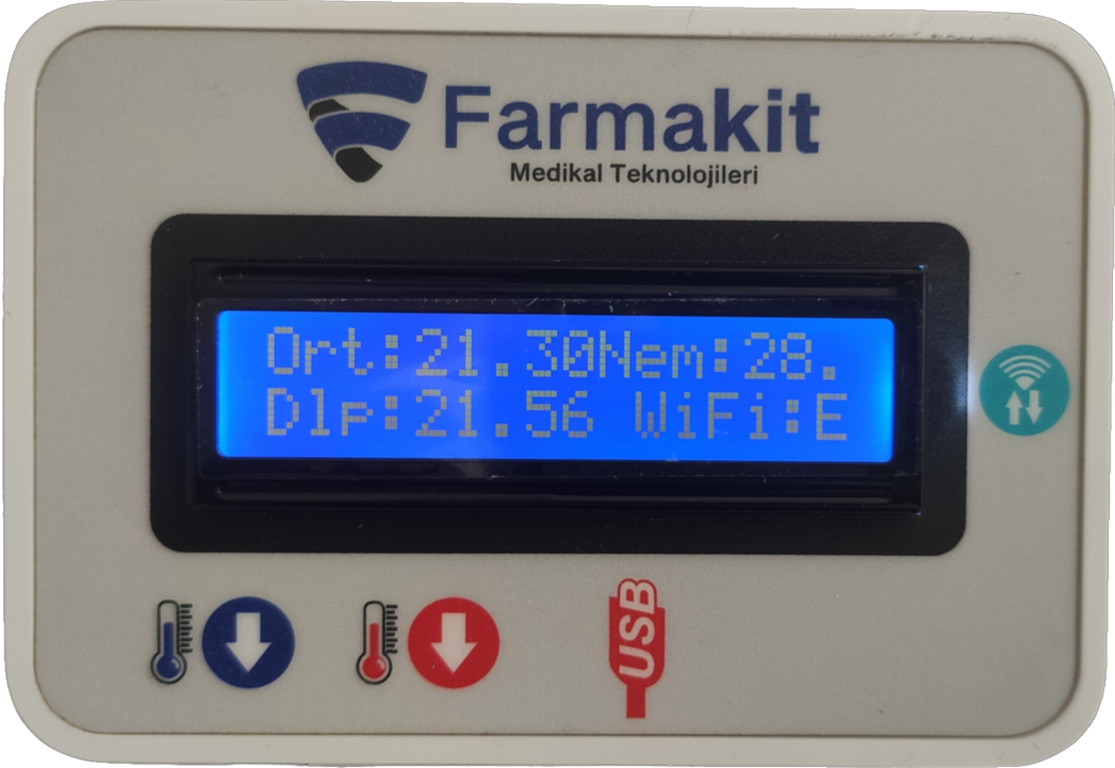 Farmakit
Medikal Teknolojileri
Ort:21.30Nem:28.
Dlp:21.56 WiFi:E
USB